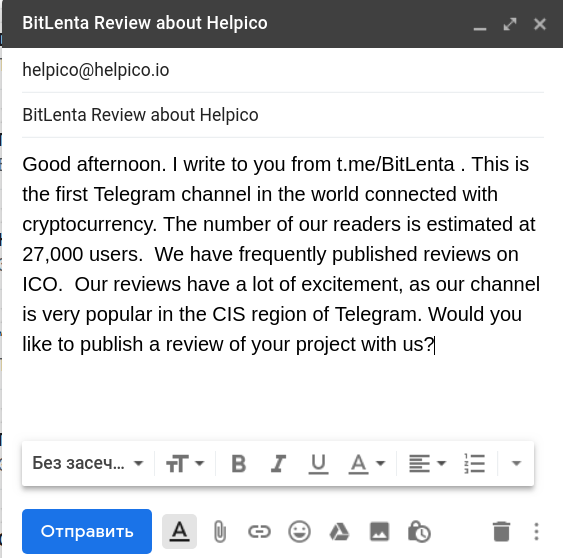 BitLenta Review about Helpico
helpico@helpico.io
BitLenta Review about Helpico
Good afternoon. I write to you from t.me/BitLenta . This is
the first Telegram channel in the world connected with
cryptocurrency. The number of our readers is estimated at
27,000 users.  We have frequently published reviews on
ICO.  Our reviews have a lot of excitement, as our channel
is very popular in the CIS region of Telegram. Would you
like to publish a review of your project with us?
Без засеч...
Отправить